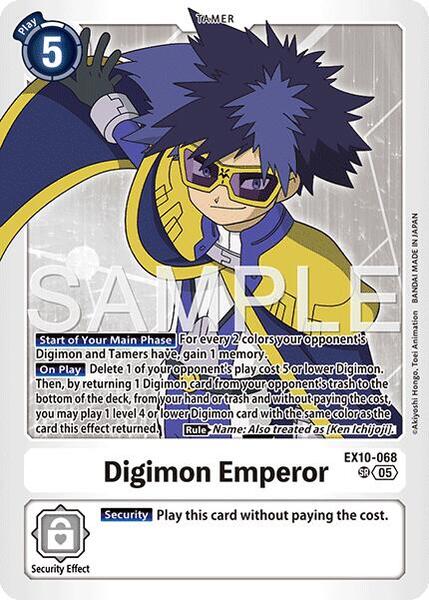 TAMER
Play
5
SAMPLE
Start of Your Main Phase For every 2 colors your opponent's
Digimon and Tamers have, gain 1 memory.
On Play Delete 1 of your opponent's play cost 5 or lower Digimon.
Then, by returning 1 Digimon card from your opponent's trash to the
bottom of the deck, from your hand or trash and without paying the cost,
you may play 1 level 4 or lower Digimon card with the same color as the
card this effect returned. Rule Name: Also treated as [Ken Ichijoji].
©Akiyoshi Hongo, Toei Animation BANDAI MADE IN JAPAN
Digimon Emperor
EX10-068
SR 05
Security Effect
Security Play this card without paying the cost.